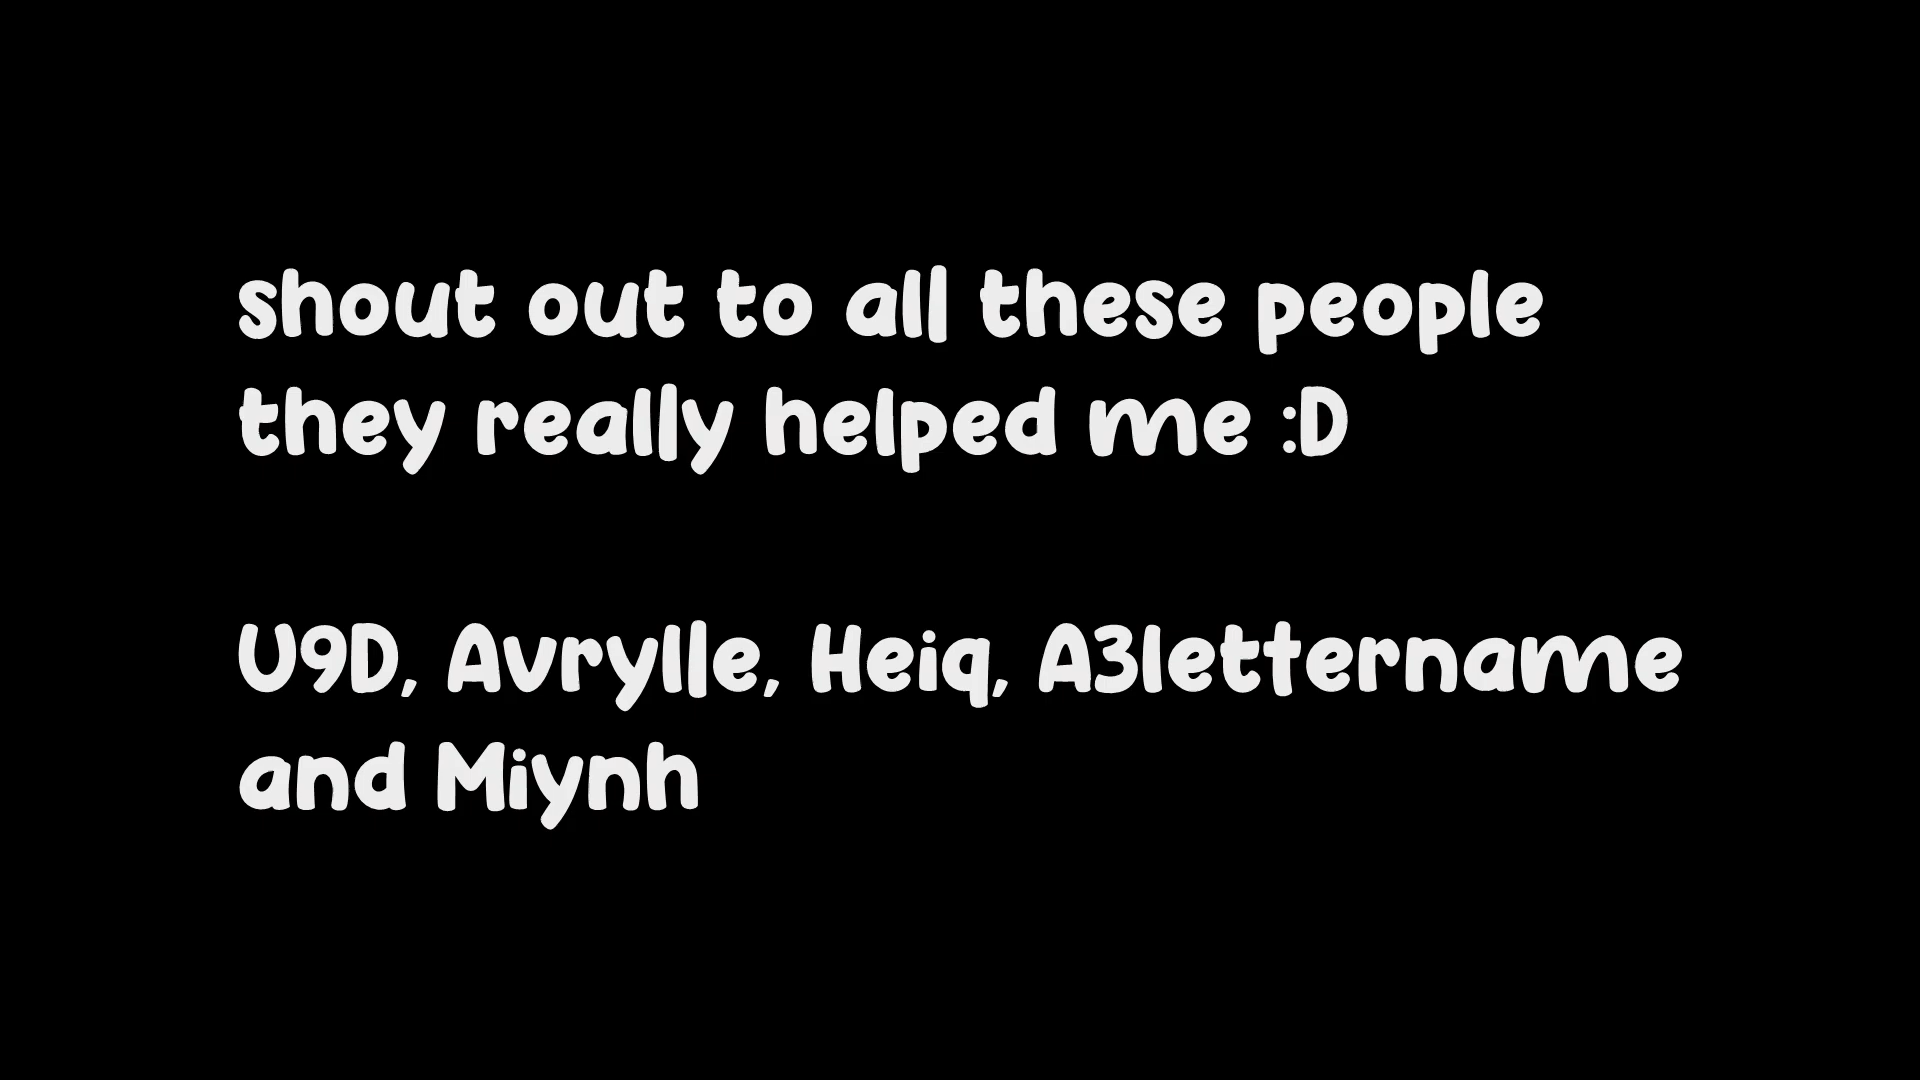 shout out to all these people
they really helped me :D
U9D, Avrylle, Heiq, A3lettername
and Miynh